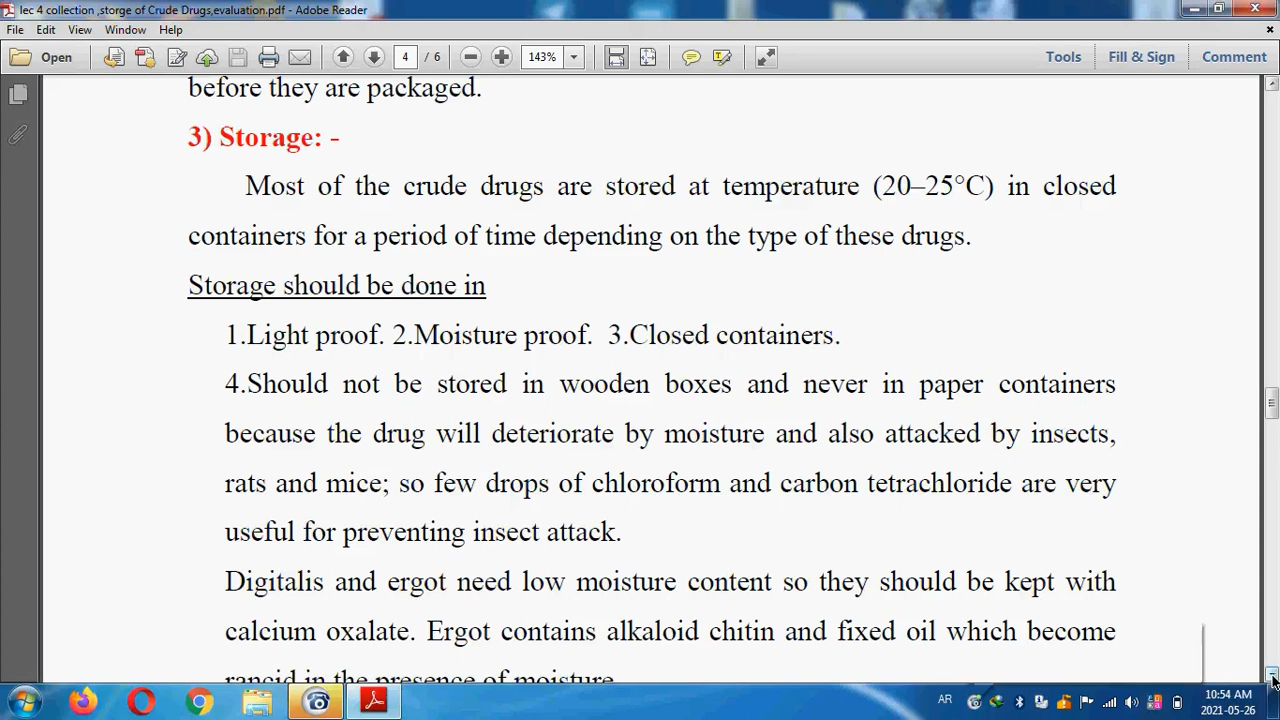 lec 4 collection ,storge of Crude Drugs,evaluation.pdf - Adobe Reader
File Edit View Window Help
Open 4 / 6 143% Tools Fill & Sign Comment
before they are packaged.
3) Storage: -
Most of the crude drugs are stored at temperature (20–25°C) in closed
containers for a period of time depending on the type of these drugs.
Storage should be done in
1.Light proof. 2.Moisture proof. 3.Closed containers.
4.Should not be stored in wooden boxes and never in paper containers
because the drug will deteriorate by moisture and also attacked by insects,
rats and mice; so few drops of chloroform and carbon tetrachloride are very
useful for preventing insect attack.
Digitalis and ergot need low moisture content so they should be kept with
calcium oxalate. Ergot contains alkaloid chitin and fixed oil which become
rancid in the presence of moisture.
AR 10:54 AM
2021-05-26